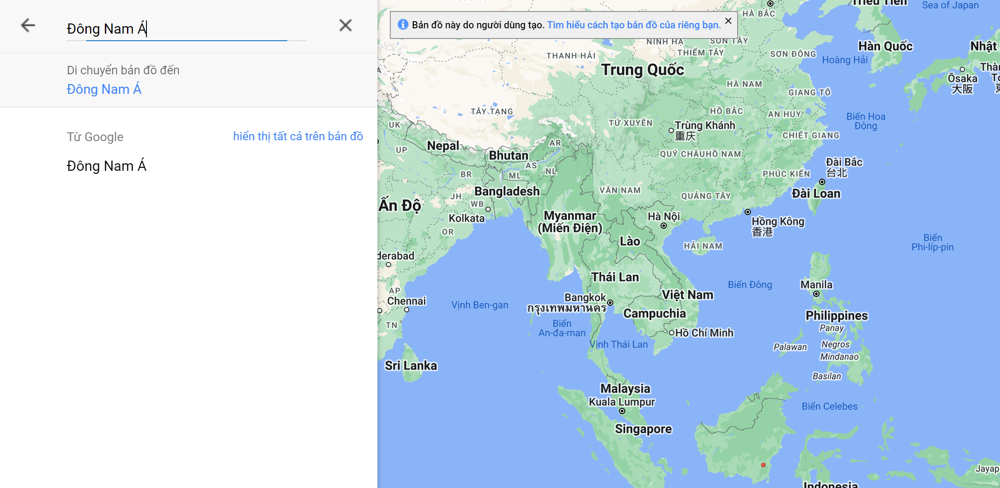 Đông Nam Á
Di chuyển bản đồ đến
Đông Nam Á
Từ Google
hiển thị tất cả trên bản đồ
Đông Nam Á
Bản đồ này do người dùng tạo. Tìm hiểu cách tạo bản đồ của riêng bạn.
HÀ BẮC
Triều Tiên
Sea of Japan
NINH HẠ
SƠN TÂY
THIỂM TÂY
THANH HẢI
SƠN ĐÔNG
Hàn Quốc
Nhật
Hoàng Hải
Trung Quốc
Ōsaka
大阪
HÀ NAM
GIANG TÔ
TÂY TẠNG
HỒ BẮC
AN HUY
Biển Hoa
Đông
UK
TỨ XUYÊN
Trùng Khánh
重庆
CHIẾT GIANG
Nepal
AR
UP
Bhutan
QUÝ CHÂU
HỒ NAM
AS
NL
ML
BR
Đài Bắc
台北
PHÚC KIẾN
Bangladesh
VÂN NAM
QUẢNG TÂY
Đài Loan
JH
WB
Ấn Độ
Kolkata
Myanmar
(Miến Điện)
Hà Nội
Hồng Kông
香港
OR
Lào
HẢI NAM
Biển
Phi-líp-pin
derabad
Thái Lan
Biển Đông
Manila
AP
Chennai
Vịnh Ben-gan
Bangkok
กรุงเทพมหานคร
Việt Nam
Campuchia
Philippines
TN
Biển
An-đa-man
Panay
Hồ Chí Minh
Vịnh Thái Lan
Palawan
Negros
Mindanao
Sri Lanka
Basilan
Malaysia
Kuala Lumpur
Biển Celebes
Singapore
Jayap
Indonesia